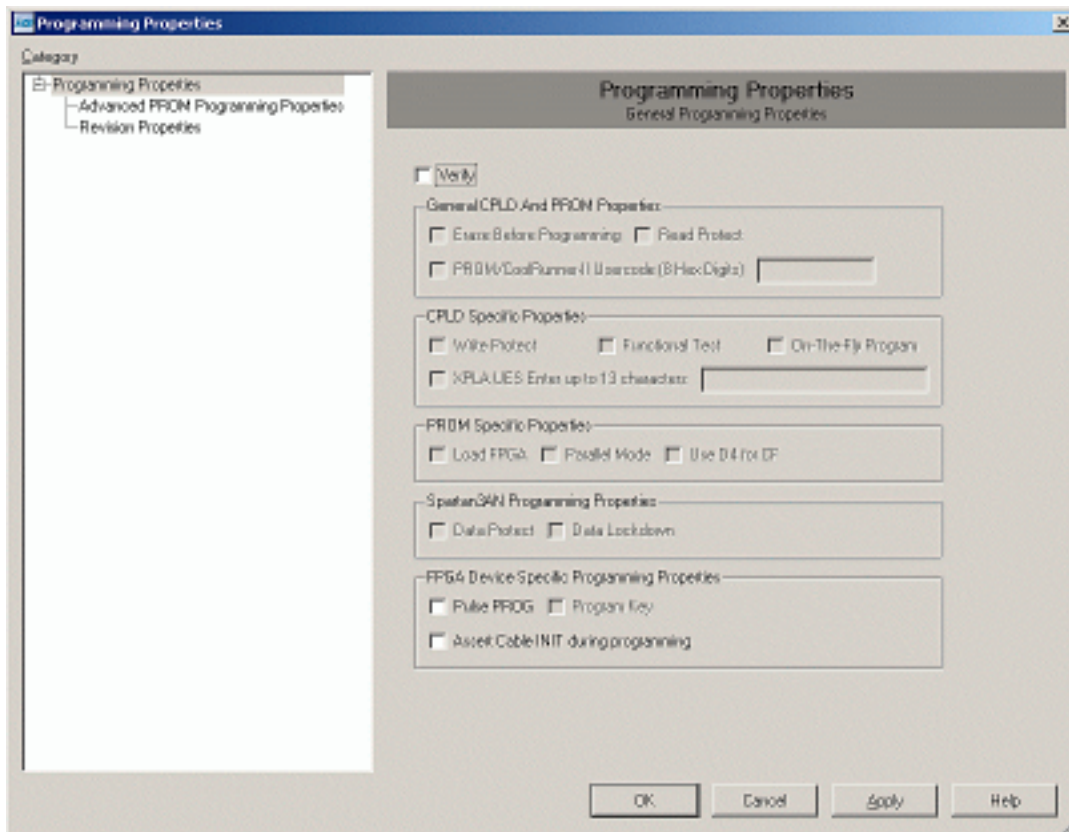 Programming Properties
Category
Programming Properties
Advanced PROM Programming Properties
Revision Properties
Programming Properties
General Programming Properties
Verify
General CPLD And PROM Properties
Erase Before Programming Read Protect
PROM/CoolRunner-II Usercode (8 Hex Digits)
CPLD Specific Properties
Write Protect Functional Test On-The-Fly Program
XPLA UES Enter up to 13 characters
PROM Specific Properties
Load FPGA Parallel Mode Use D4 for CF
Spartan3AN Programming Properties
Data Protect Data Lockdown
FPGA Device Specific Programming Properties
Pulse PROG Program Key
Assert Cable INIT during programming
OK Cancel Apply Help